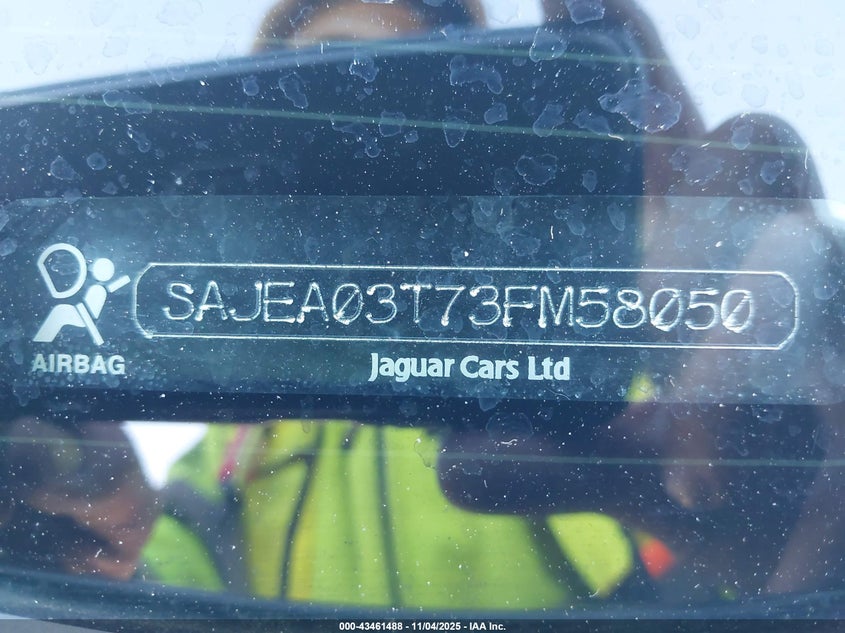 SAJEA03T73FM58050
AIRBAG
Jaguar Cars Ltd
000-43461488 - 11/04/2025 - IAA Inc.